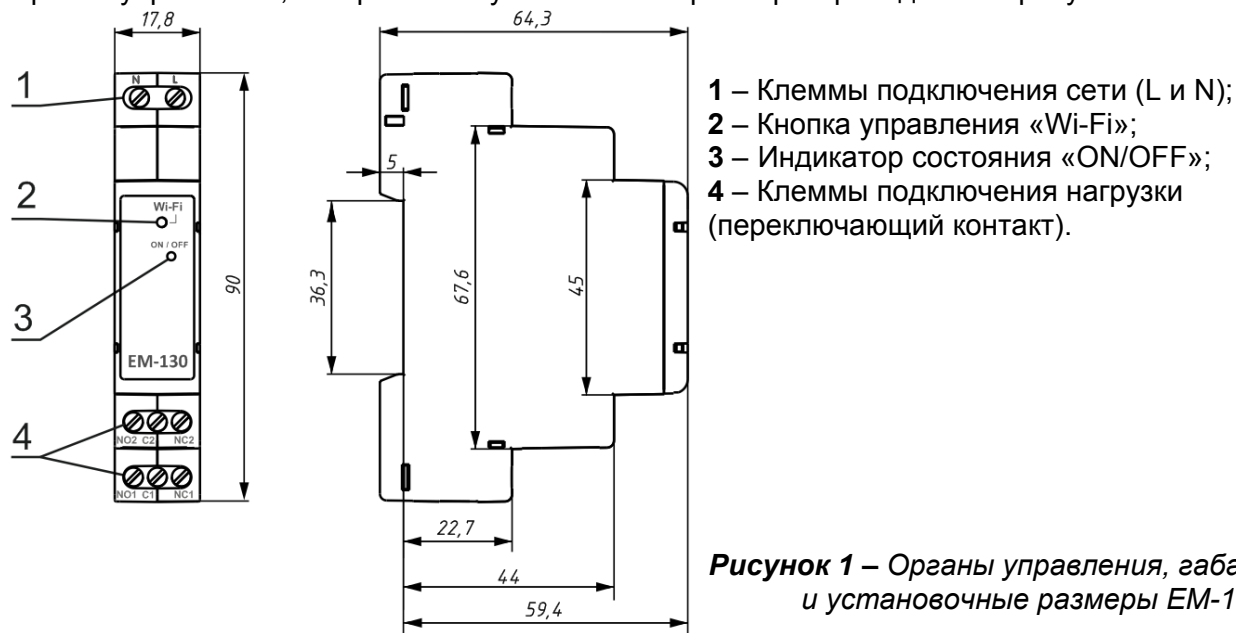 17,8
64,3
1
N L
2
Wi-Fi
ON / OFF
3
EM-130
4
NO2 C2 NC2
NO1 C1 NC1
90
5
36,3
67,6
45
22,7
44
59,4
1 – Клеммы подключения сети (L и N);
2 – Кнопка управления «Wi-Fi»;
3 – Индикатор состояния «ON/OFF»;
4 – Клеммы подключения нагрузки
(переключающий контакт).
Рисунок 1 – Органы управления, габа
и установочные размеры EM-1